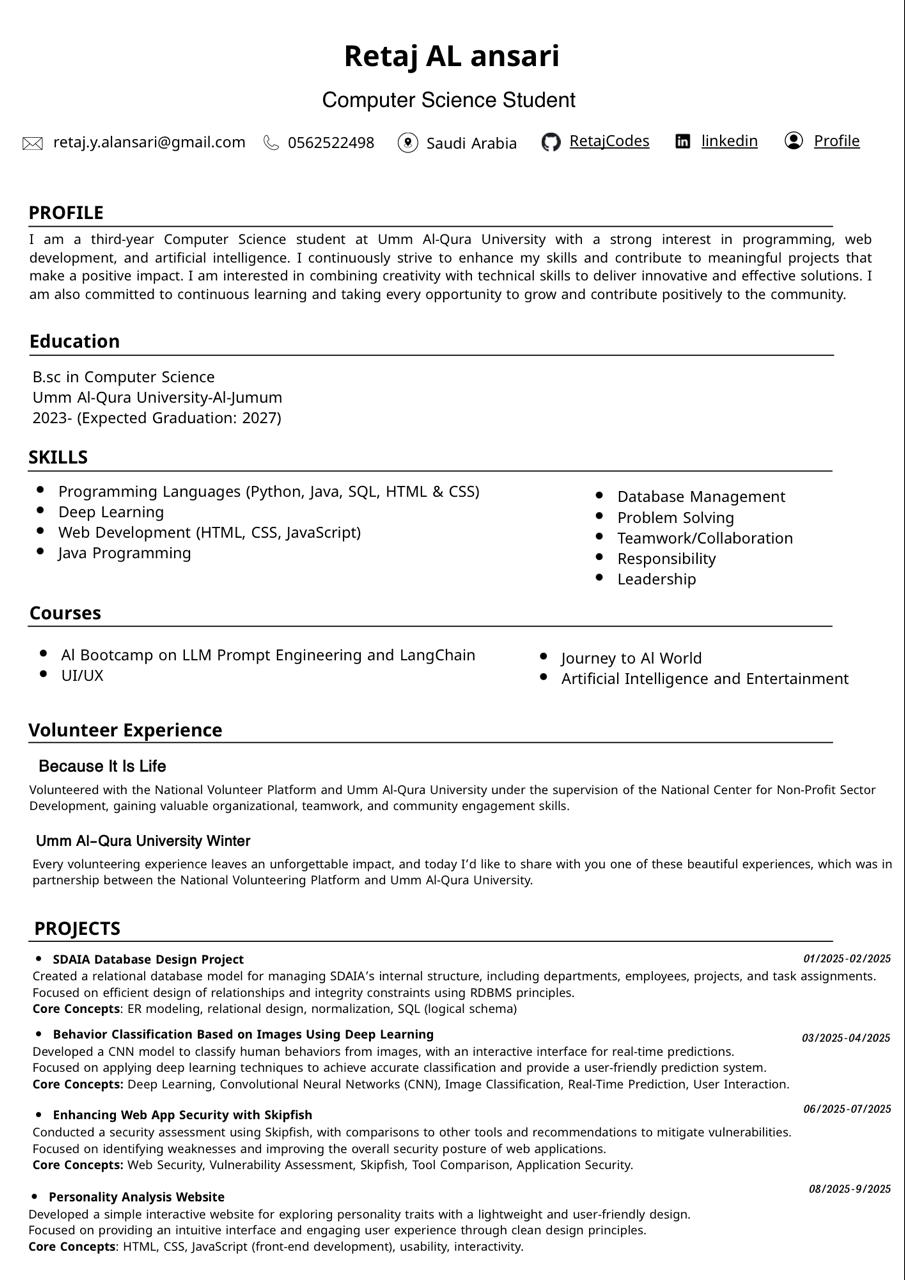 Retaj AL ansari
Computer Science Student
retaj.y.alansari@gmail.com 0562522498 Saudi Arabia RetajCodes linkedin Profile
PROFILE
I am a third-year Computer Science student at Umm Al-Qura University with a strong interest in programming, web
development, and artificial intelligence. I continuously strive to enhance my skills and contribute to meaningful projects that
make a positive impact. I am interested in combining creativity with technical skills to deliver innovative and effective solutions. I
am also committed to continuous learning and taking every opportunity to grow and contribute positively to the community.
Education
B.sc in Computer Science
Umm Al-Qura University-Al-Jumum
2023- (Expected Graduation: 2027)
SKILLS
• Programming Languages (Python, Java, SQL, HTML & CSS)
• Deep Learning
• Web Development (HTML, CSS, JavaScript)
• Java Programming
• Database Management
• Problem Solving
• Teamwork/Collaboration
• Responsibility
• Leadership
Courses
• Al Bootcamp on LLM Prompt Engineering and LangChain
• UI/UX
• Journey to Al World
• Artificial Intelligence and Entertainment
Volunteer Experience
Because It Is Life
Volunteered with the National Volunteer Platform and Umm Al-Qura University under the supervision of the National Center for Non-Profit Sector
Development, gaining valuable organizational, teamwork, and community engagement skills.
Umm Al-Qura University Winter
Every volunteering experience leaves an unforgettable impact, and today I'd like to share with you one of these beautiful experiences, which was in
partnership between the National Volunteering Platform and Umm Al-Qura University.
PROJECTS
• SDAIA Database Design Project 01/2025-02/2025
Created a relational database model for managing SDAIA's internal structure, including departments, employees, projects, and task assignments.
Focused on efficient design of relationships and integrity constraints using RDBMS principles.
Core Concepts: ER modeling, relational design, normalization, SQL (logical schema)
• Behavior Classification Based on Images Using Deep Learning 03/2025-04/2025
Developed a CNN model to classify human behaviors from images, with an interactive interface for real-time predictions.
Focused on applying deep learning techniques to achieve accurate classification and provide a user-friendly prediction system.
Core Concepts: Deep Learning, Convolutional Neural Networks (CNN), Image Classification, Real-Time Prediction, User Interaction.
• Enhancing Web App Security with Skipfish 06/2025-07/2025
Conducted a security assessment using Skipfish, with comparisons to other tools and recommendations to mitigate vulnerabilities.
Focused on identifying weaknesses and improving the overall security posture of web applications.
Core Concepts: Web Security, Vulnerability Assessment, Skipfish, Tool Comparison, Application Security.
• Personality Analysis Website 08/2025-9/2025
Developed a simple interactive website for exploring personality traits with a lightweight and user-friendly design.
Focused on providing an intuitive interface and engaging user experience through clean design principles.
Core Concepts: HTML, CSS, JavaScript (front-end development), usability, interactivity.